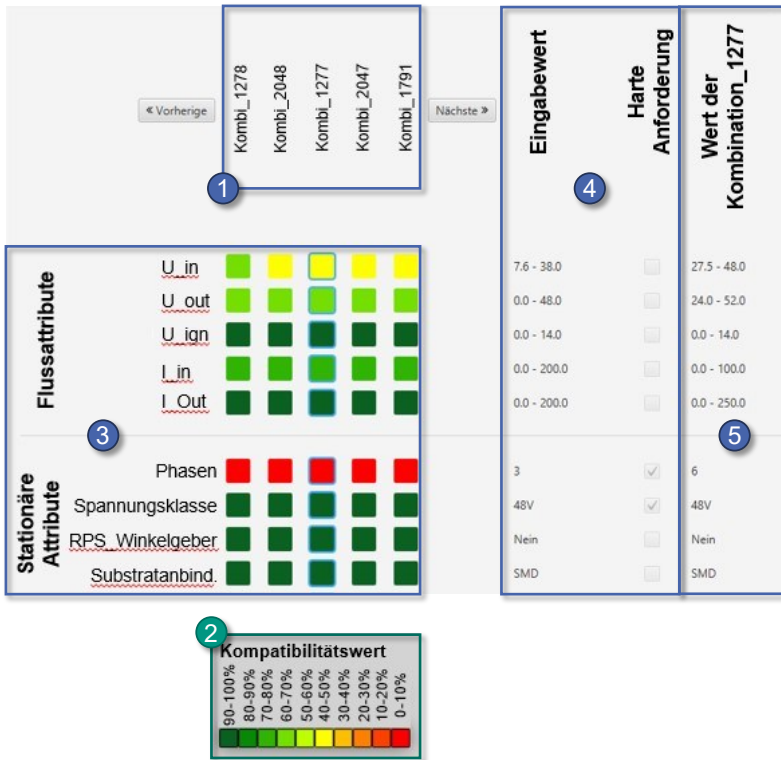 Kombi_1278
Kombi_2048
Kombi_1277
Kombi_2047
Kombi_1791
« Vorherige
Nächste »
Eingabewert
Harte
Anforderung
Wert der
Kombination_1277
1
4
Flussattribute
U_in 7.6 - 38.0 27.5 - 48.0
U_out 0.0 - 48.0 24.0 - 52.0
U_ign 0.0 - 14.0 0.0 - 14.0
I_in 0.0 - 200.0 0.0 - 100.0
I_Out 0.0 - 200.0 0.0 - 250.0
3
5
Stationäre
Attribute
Phasen 3 6
Spannungsklasse 48V 48V
RPS_Winkelgeber Nein Nein
Substratanbind. SMD SMD
2
Kompatibilitätswert
90-100%
80-90%
70-80%
60-70%
50-60%
40-50%
30-40%
20-30%
10-20%
0-10%